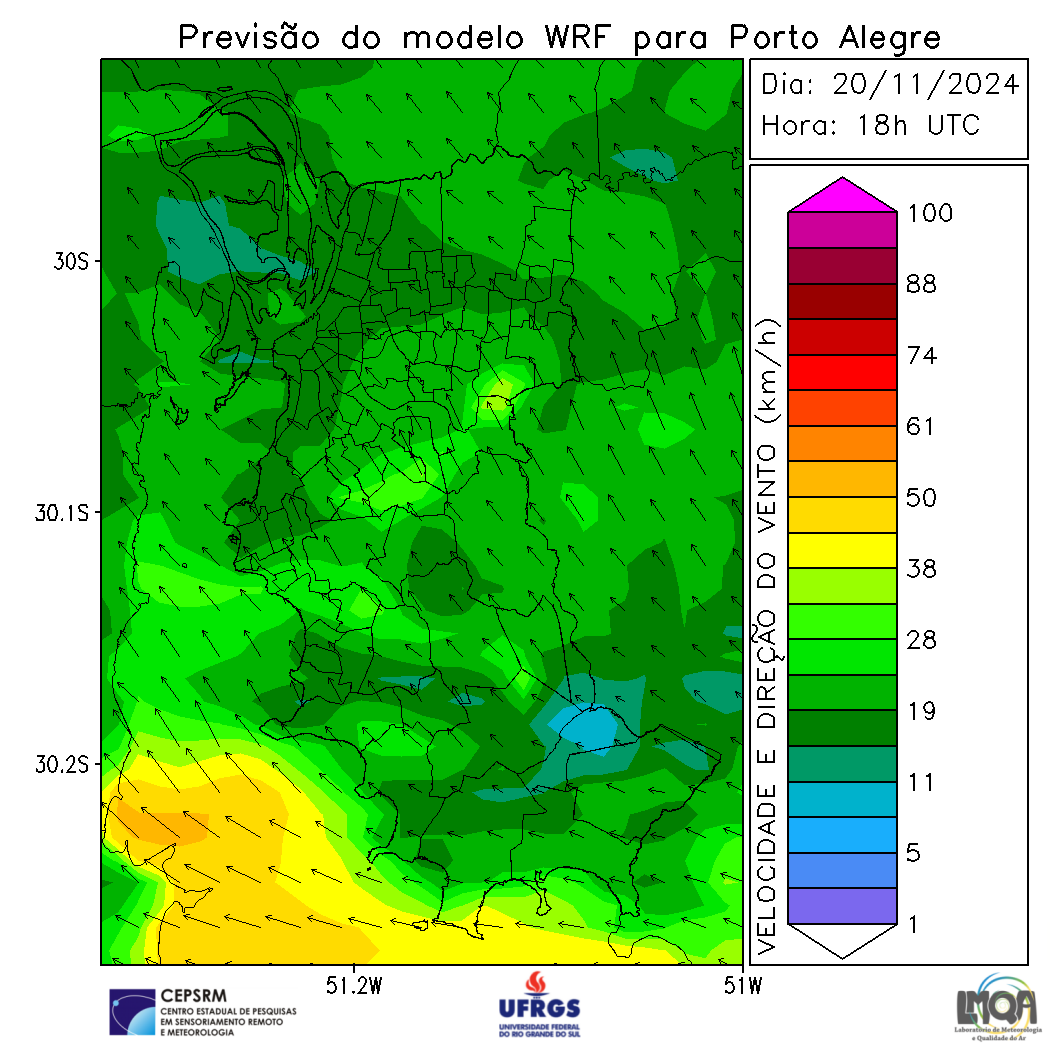 Previsão do modelo WRF para Porto Alegre
Dia: 20/11/2024
Hora: 18h UTC
30S
30.1S
30.2S
51.2W
51W
VELOCIDADE E DIREÇÃO DO VENTO (km/h)
100
88
74
61
50
38
28
19
11
5
1
CEPSRM
CENTRO ESTADUAL DE PESQUISAS
EM SENSORIAMENTO REMOTO
E METEOROLOGIA
UFRGS
UNIVERSIDADE FEDERAL
DO RIO GRANDE DO SUL
LMQA
Laboratório de Meteorologia
e Qualidade do Ar